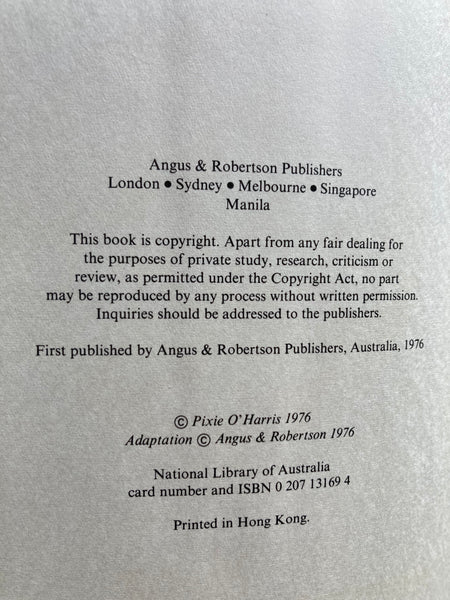 Angus & Robertson Publishers
London ● Sydney ● Melbourne ● Singapore
Manila
This book is copyright. Apart from any fair dealing for
the purposes of private study, research, criticism or
review, as permitted under the Copyright Act, no part
may be reproduced by any process without written permission.
Inquiries should be addressed to the publishers.
First published by Angus & Robertson Publishers, Australia, 1976
© Pixie O'Harris 1976
Adaptation © Angus & Robertson 1976
National Library of Australia
card number and ISBN 0 207 13169 4
Printed in Hong Kong.